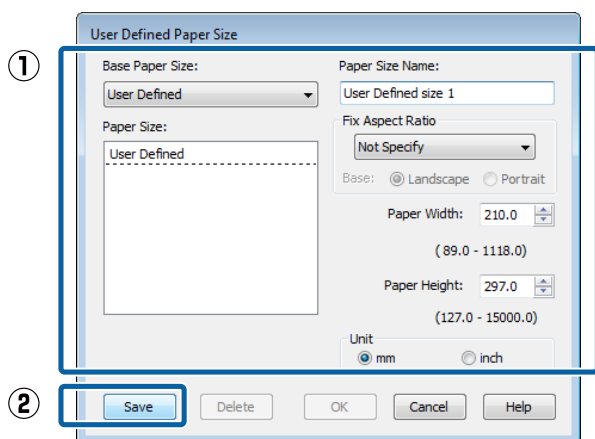 User Defined Paper Size
①
Base Paper Size:
User Defined
Paper Size:
User Defined
Paper Size Name:
User Defined size 1
Fix Aspect Ratio
Not Specify
Base: Landscape Portrait
Paper Width: 210.0
( 89.0 - 1118.0)
Paper Height: 297.0
(127.0 - 15000.0)
Unit
mm inch
②
Save Delete OK Cancel Help